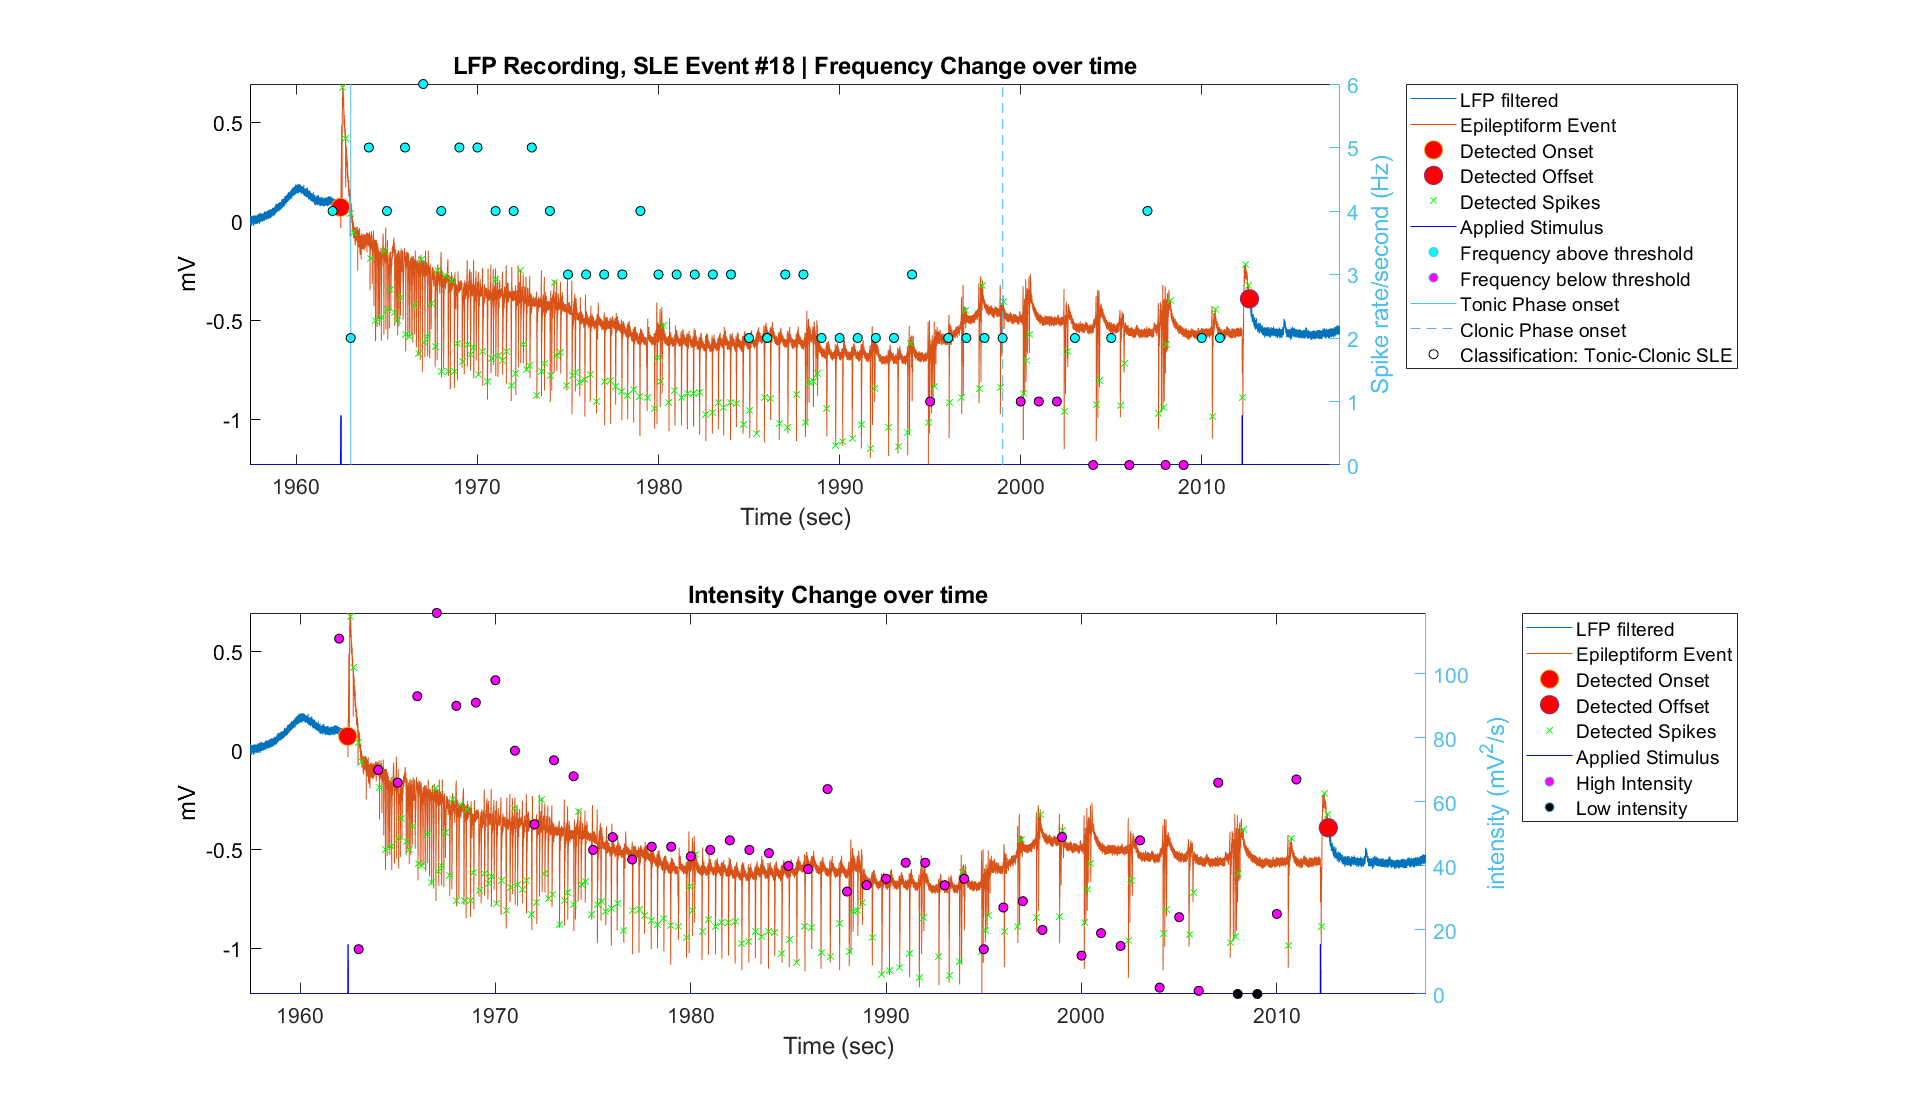 LFP Recording, SLE Event #18 | Frequency Change over time
0.5
0
-0.5
-1
mV
1960
1970
1980
1990
2000
2010
Time (sec)
6
5
4
3
2
1
0
Spike rate/second (Hz)
LFP filtered
Epileptiform Event
Detected Onset
Detected Offset
Detected Spikes
Applied Stimulus
Frequency above threshold
Frequency below threshold
Tonic Phase onset
Clonic Phase onset
Classification: Tonic-Clonic SLE
Intensity Change over time
0.5
0
-0.5
-1
mV
1960
1970
1980
1990
2000
2010
Time (sec)
100
80
60
40
20
0
intensity (mV²/s)
LFP filtered
Epileptiform Event
Detected Onset
Detected Offset
Detected Spikes
Applied Stimulus
High Intensity
Low intensity